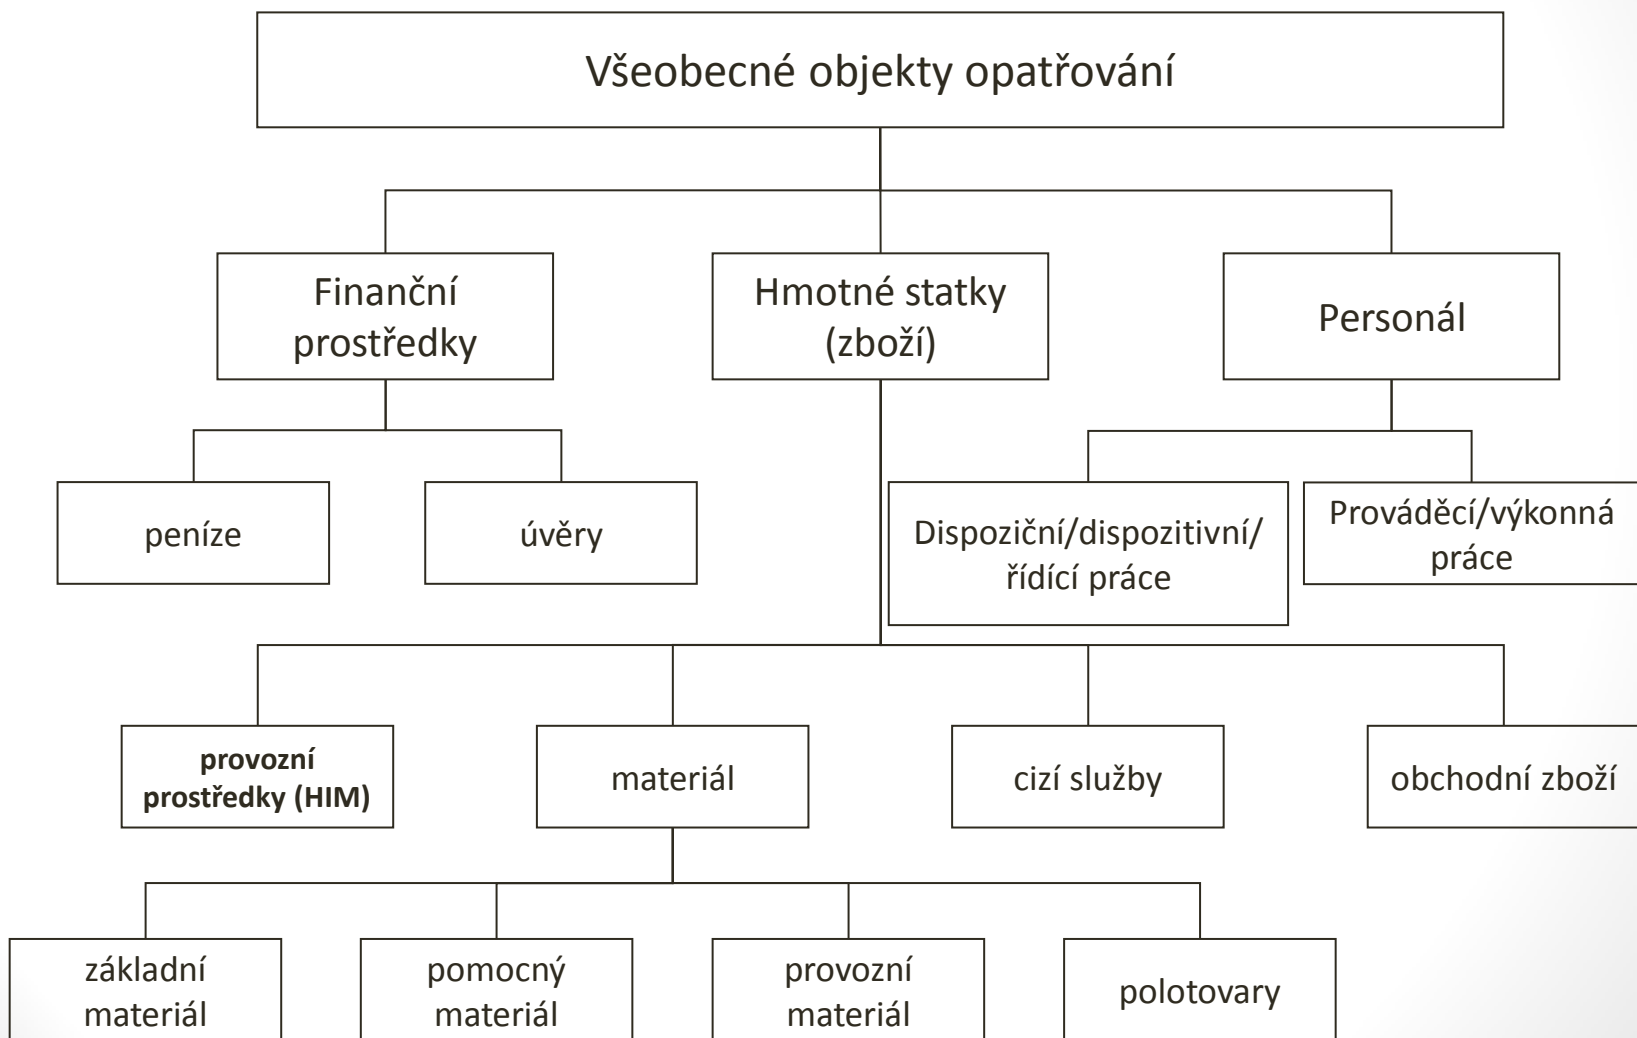 Všeobecné objekty opatřování
Finanční
prostředky
Hmotné statky
(zboží)
Personál
peníze
úvěry
Dispoziční/dispozitivní/
řídící práce
Prováděcí/výkonná
práce
provozní
prostředky (HIM)
materiál
cizí služby
obchodní zboží
základní
materiál
pomocný
materiál
provozní
materiál
polotovary